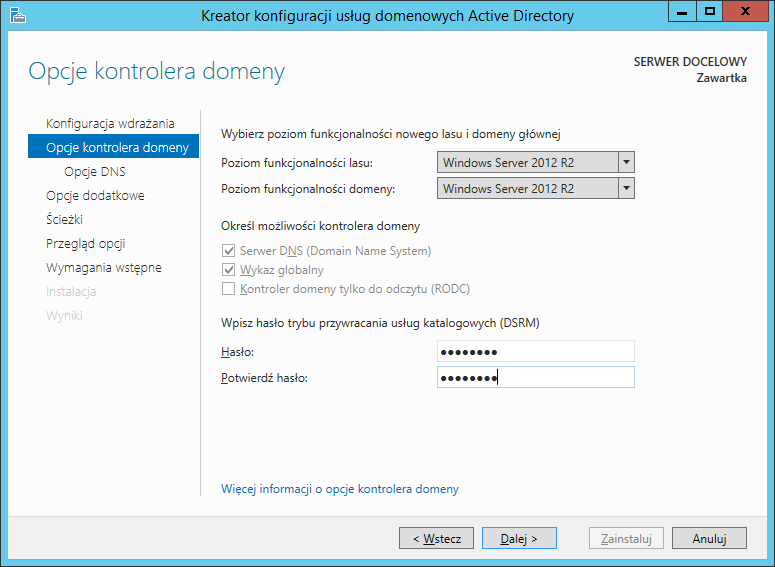 Kreator konfiguracji usług domenowych Active Directory
Opcje kontrolera domeny
SERWER DOCELOWY
Zawartka
Konfiguracja wdrażania
Opcje kontrolera domeny
Opcje DNS
Opcje dodatkowe
Ścieżki
Przegląd opcji
Wymagania wstępne
Instalacja
Wyniki
Wybierz poziom funkcjonalności nowego lasu i domeny głównej
Poziom funkcjonalności lasu: Windows Server 2012 R2
Poziom funkcjonalności domeny: Windows Server 2012 R2
Określ możliwości kontrolera domeny
Serwer DNS (Domain Name System)
Wykaz globalny
Kontroler domeny tylko do odczytu (RODC)
Wpisz hasło trybu przywracania usług katalogowych (DSRM)
Hasło: ●●●●●●●●
Potwierdź hasło: ●●●●●●●●
Więcej informacji o opcje kontrolera domeny
< Wstecz Dalej > Zainstaluj Anuluj